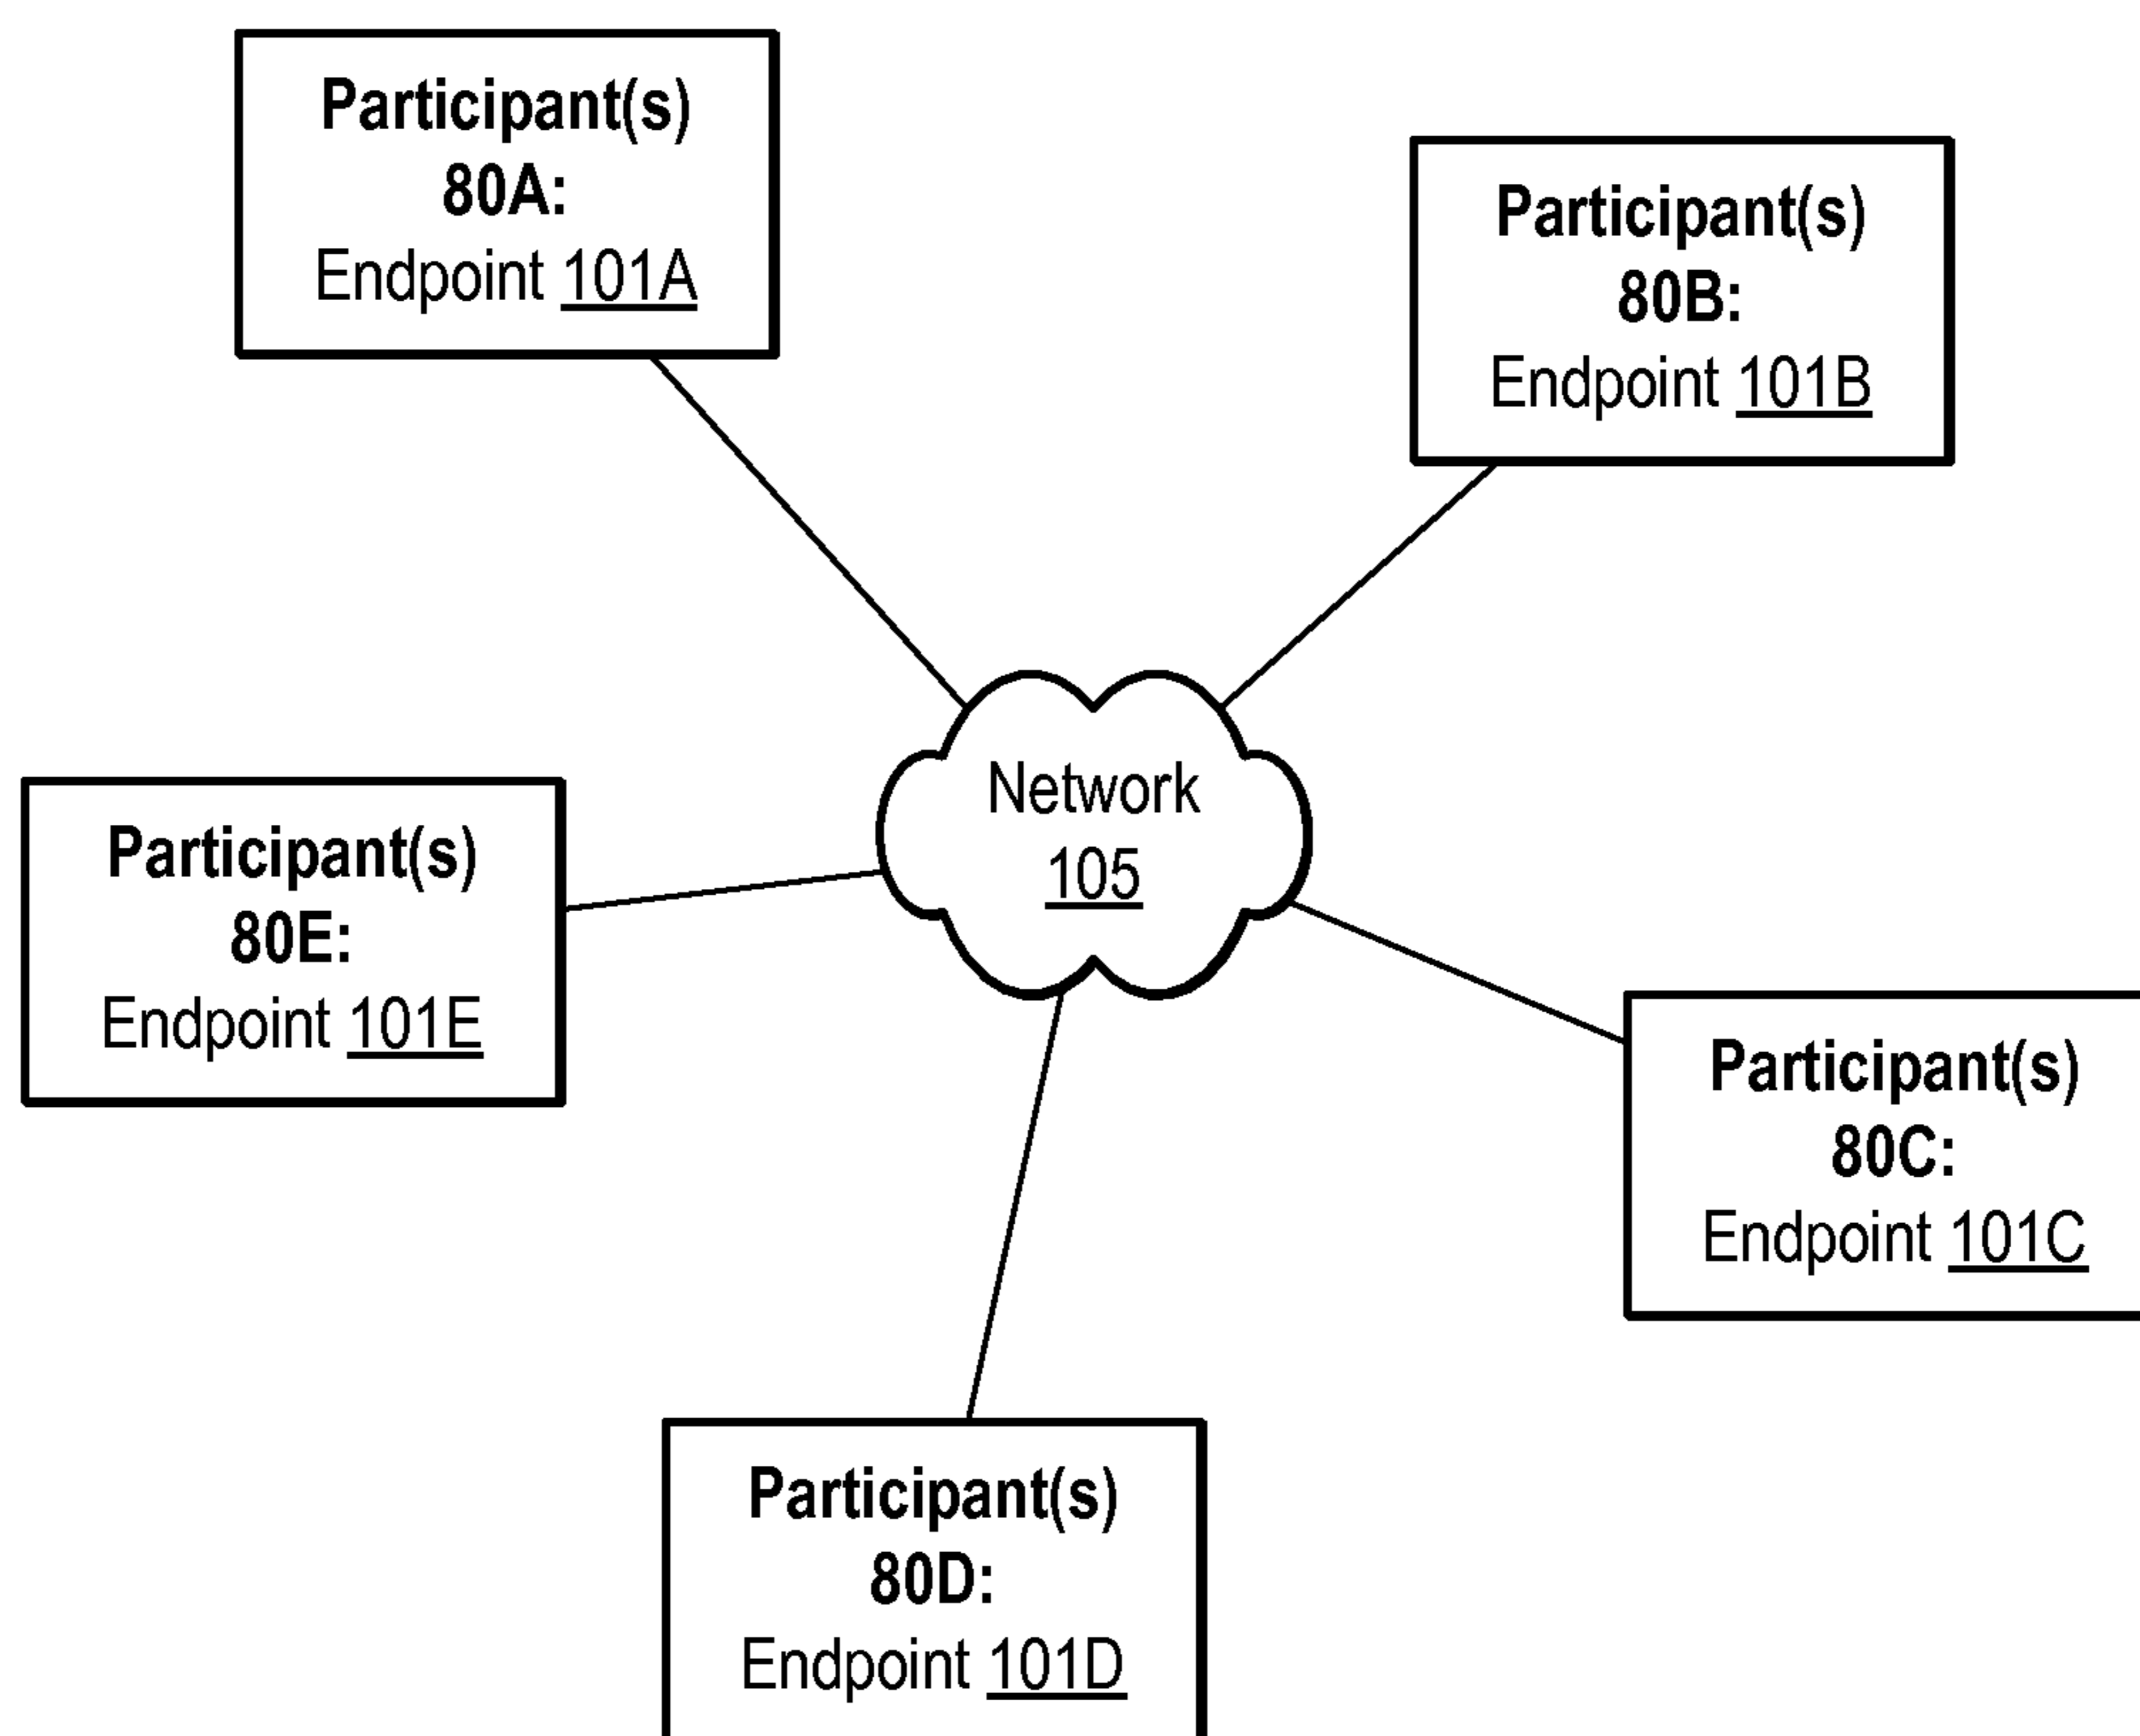 Participant(s)
80A:
Endpoint 101A
Participant(s)
80B:
Endpoint 101B
Network
105
Participant(s)
80E:
Endpoint 101E
Participant(s)
80C:
Endpoint 101C
Participant(s)
80D:
Endpoint 101D